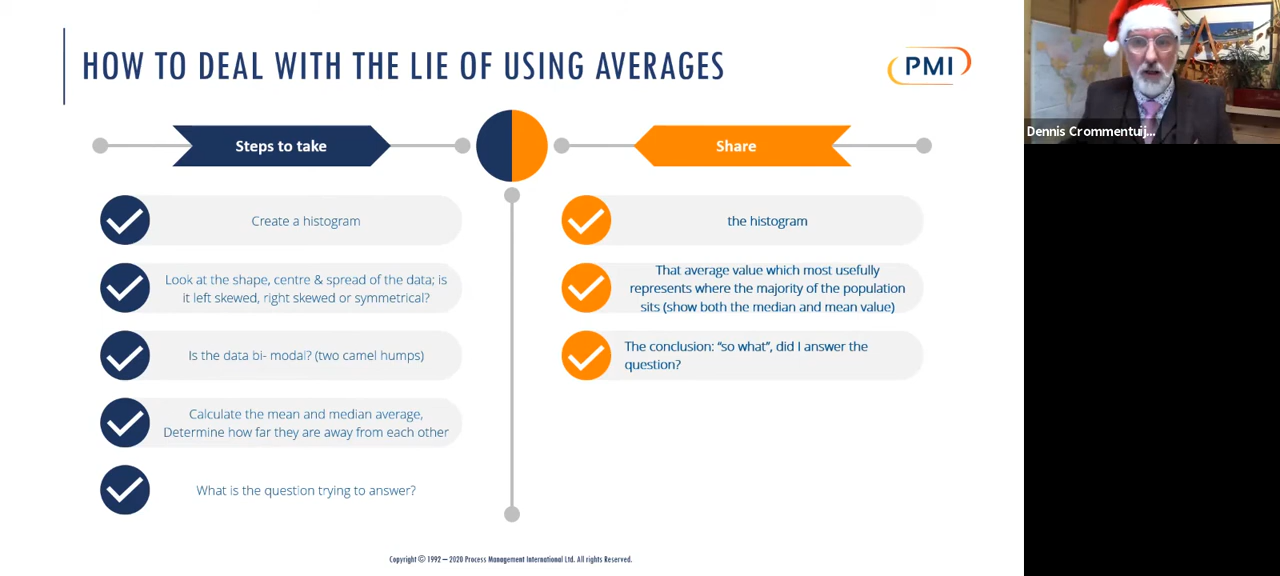 HOW TO DEAL WITH THE LIE OF USING AVERAGES
PMI
Dennis Crommentuij...
Steps to take
Create a histogram
Look at the shape, centre & spread of the data; is
it left skewed, right skewed or symmetrical?
Is the data bi- modal? (two camel humps)
Calculate the mean and median average,
Determine how far they are away from each other
What is the question trying to answer?
Share
the histogram
That average value which most usefully
represents where the majority of the population
sits (show both the median and mean value)
The conclusion: “so what”, did I answer the
question?
Copyright © 1992 – 2020 Process Management International Ltd. All rights Reserved.